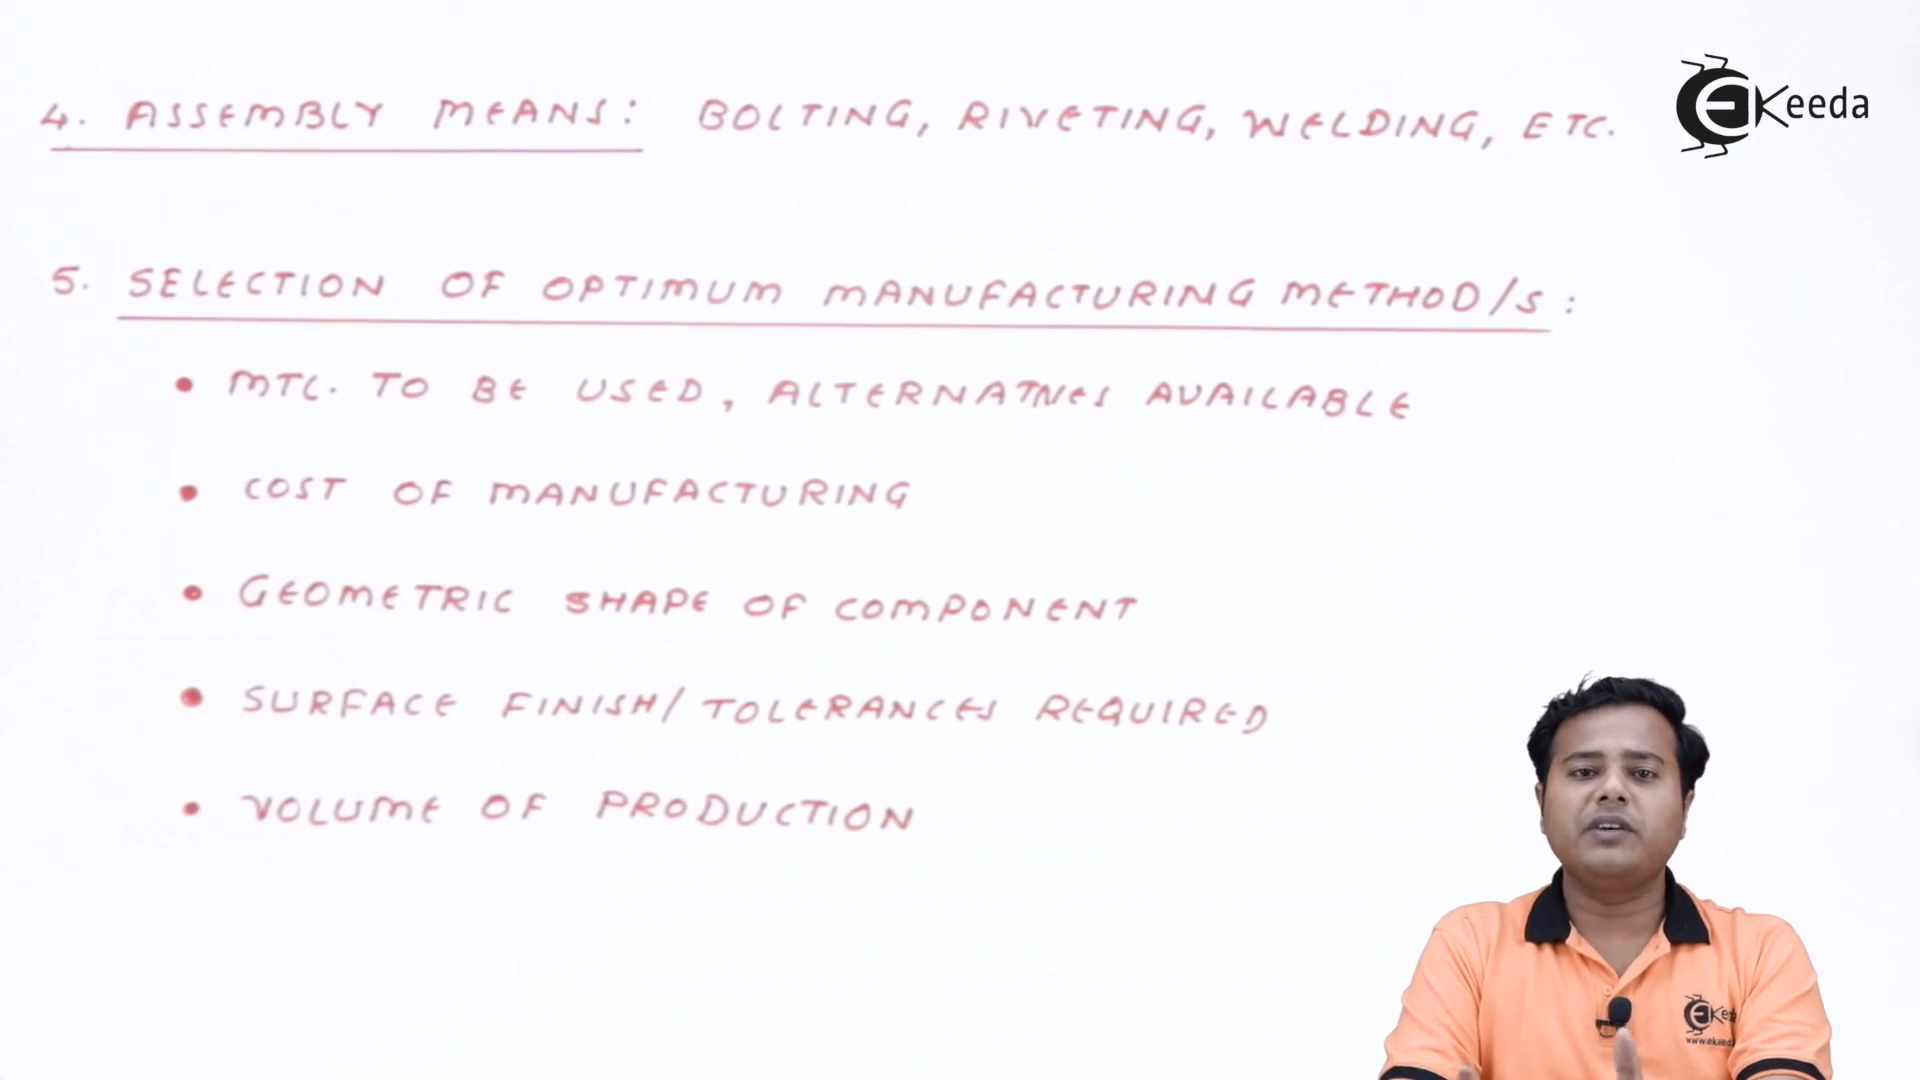 4. ASSEMBLY MEANS: BOLTING, RIVETING, WELDING, ETC.
EKeeda
5. SELECTION OF OPTIMUM MANUFACTURING METHOD/S:
• MTL. TO BE USED, ALTERNATIVES AVAILABLE
• COST OF MANUFACTURING
• GEOMETRIC SHAPE OF COMPONENT
• SURFACE FINISH/TOLERANCES REQUIRED
• VOLUME OF PRODUCTION